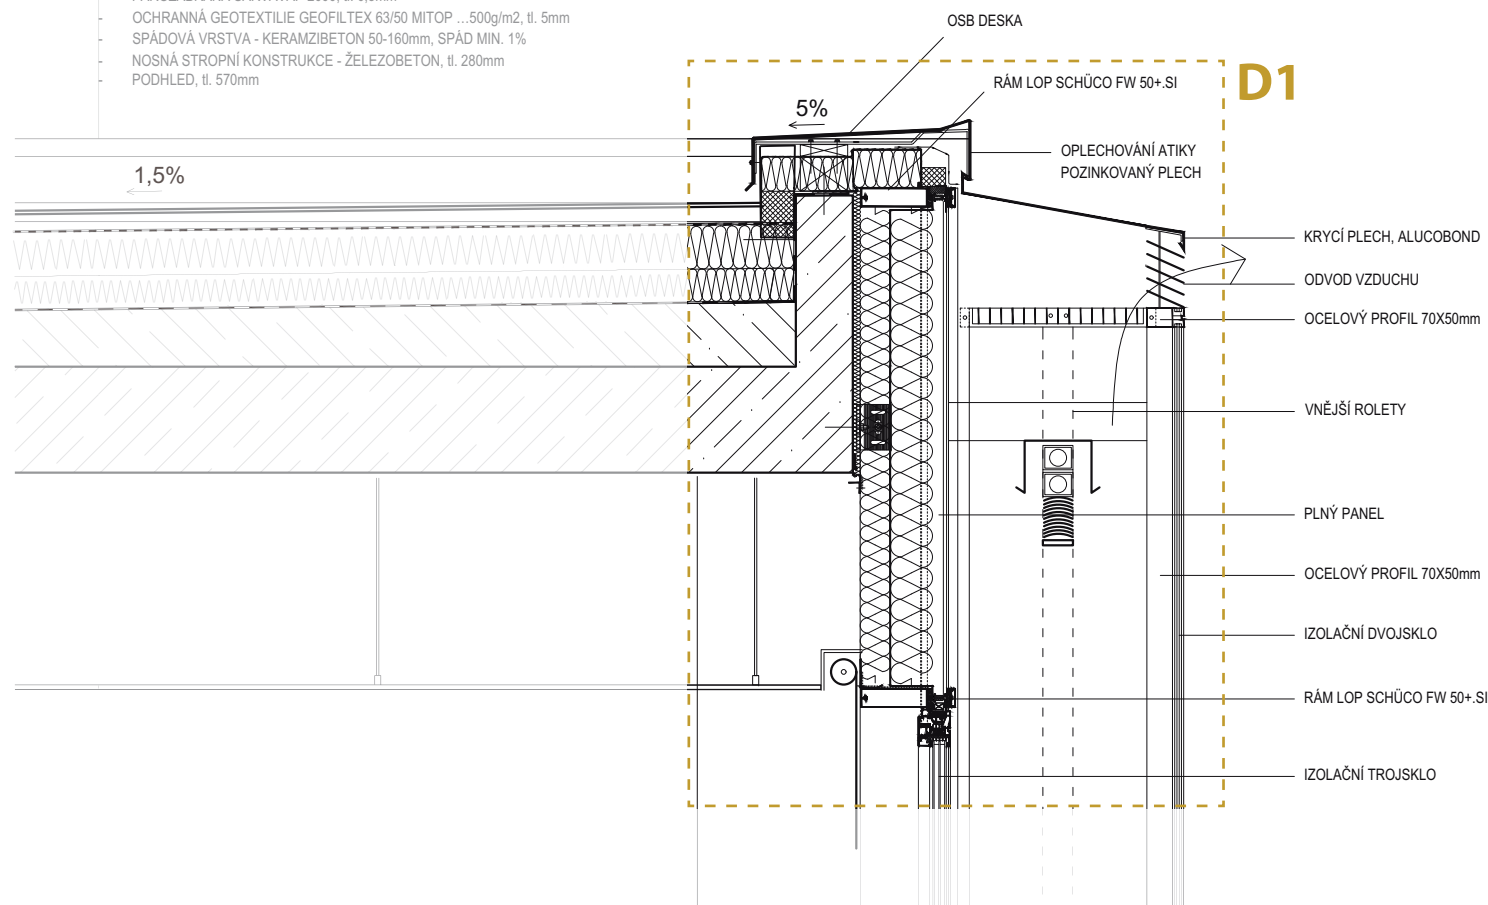 - OCHRANNÁ GEOTEXTILIE GEOFILTEX 63/50 MITOP ...500g/m2, tl. 5mm
- SPÁDOVÁ VRSTVA - KERAMZIBETON 50-160mm, SPÁD MIN. 1%
- NOSNÁ STROPNÍ KONSTRUKCE - ŽELEZOBETON, tl. 280mm
- PODHLED, tl. 570mm
OSB DESKA
D1
RÁM LOP SCHÜCO FW 50+.SI
5%
OPLECHOVÁNÍ ATIKY
POZINKOVANÝ PLECH
1,5%
KRYCÍ PLECH, ALUCOBOND
ODVOD VZDUCHU
OCELOVÝ PROFIL 70X50mm
VNĚJŠÍ ROLETY
PLNÝ PANEL
OCELOVÝ PROFIL 70X50mm
IZOLAČNÍ DVOJSKLO
RÁM LOP SCHÜCO FW 50+.SI
IZOLAČNÍ TROJSKLO